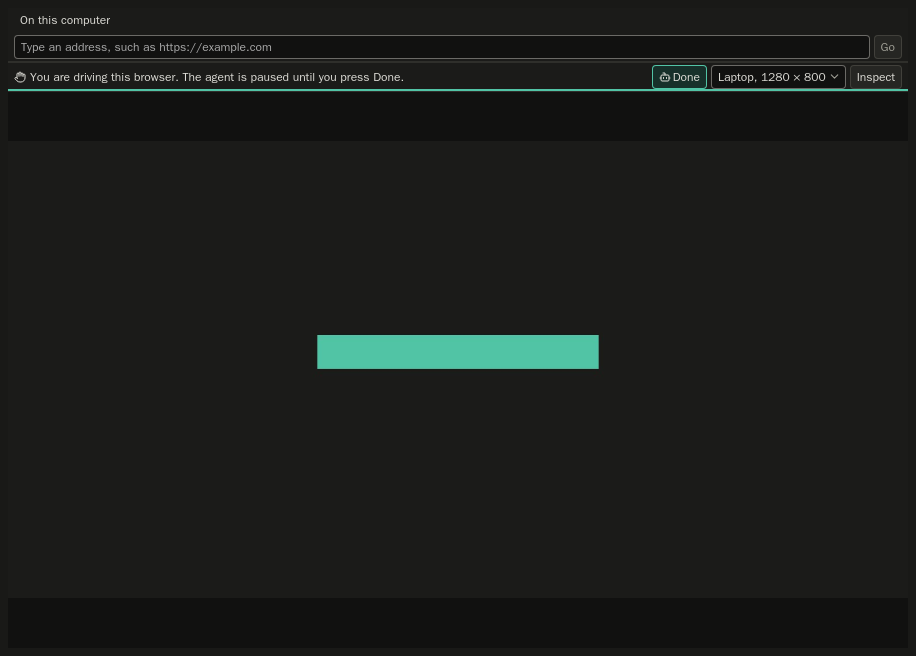 On this computer
Type an address, such as https://example.com
Go
You are driving this browser. The agent is paused until you press Done.
Done
Laptop, 1280 × 800
Inspect